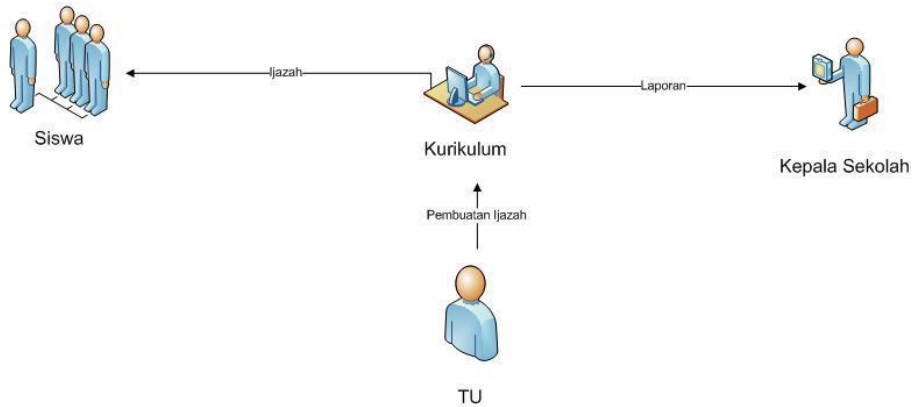 Ijazah
Laporan
Siswa
Kurikulum
Kepala Sekolah
Pembuatan Ijazah
TU